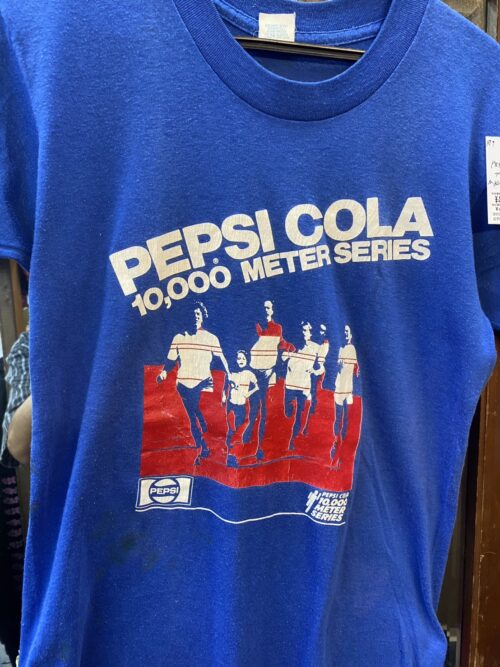 PEPSI COLA
10,000 METER SERIES
PEPSI
PEPSI COLA
10,000
METER
SERIES